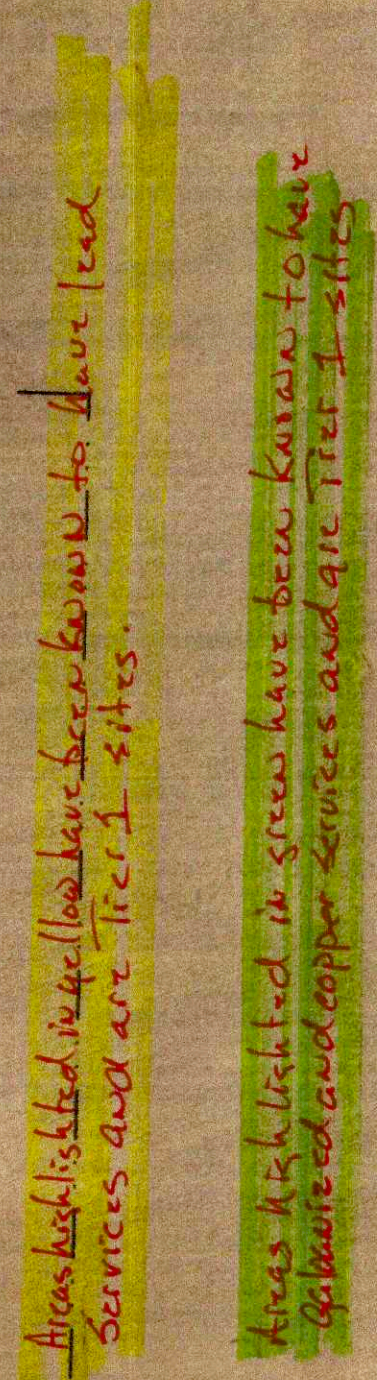 Areas highlighted in yellow have been known to have lead
Services and are Tier 1 sites.
Areas highlighted in green have been known to have
Galvanized and copper services and are Tier 1 sites